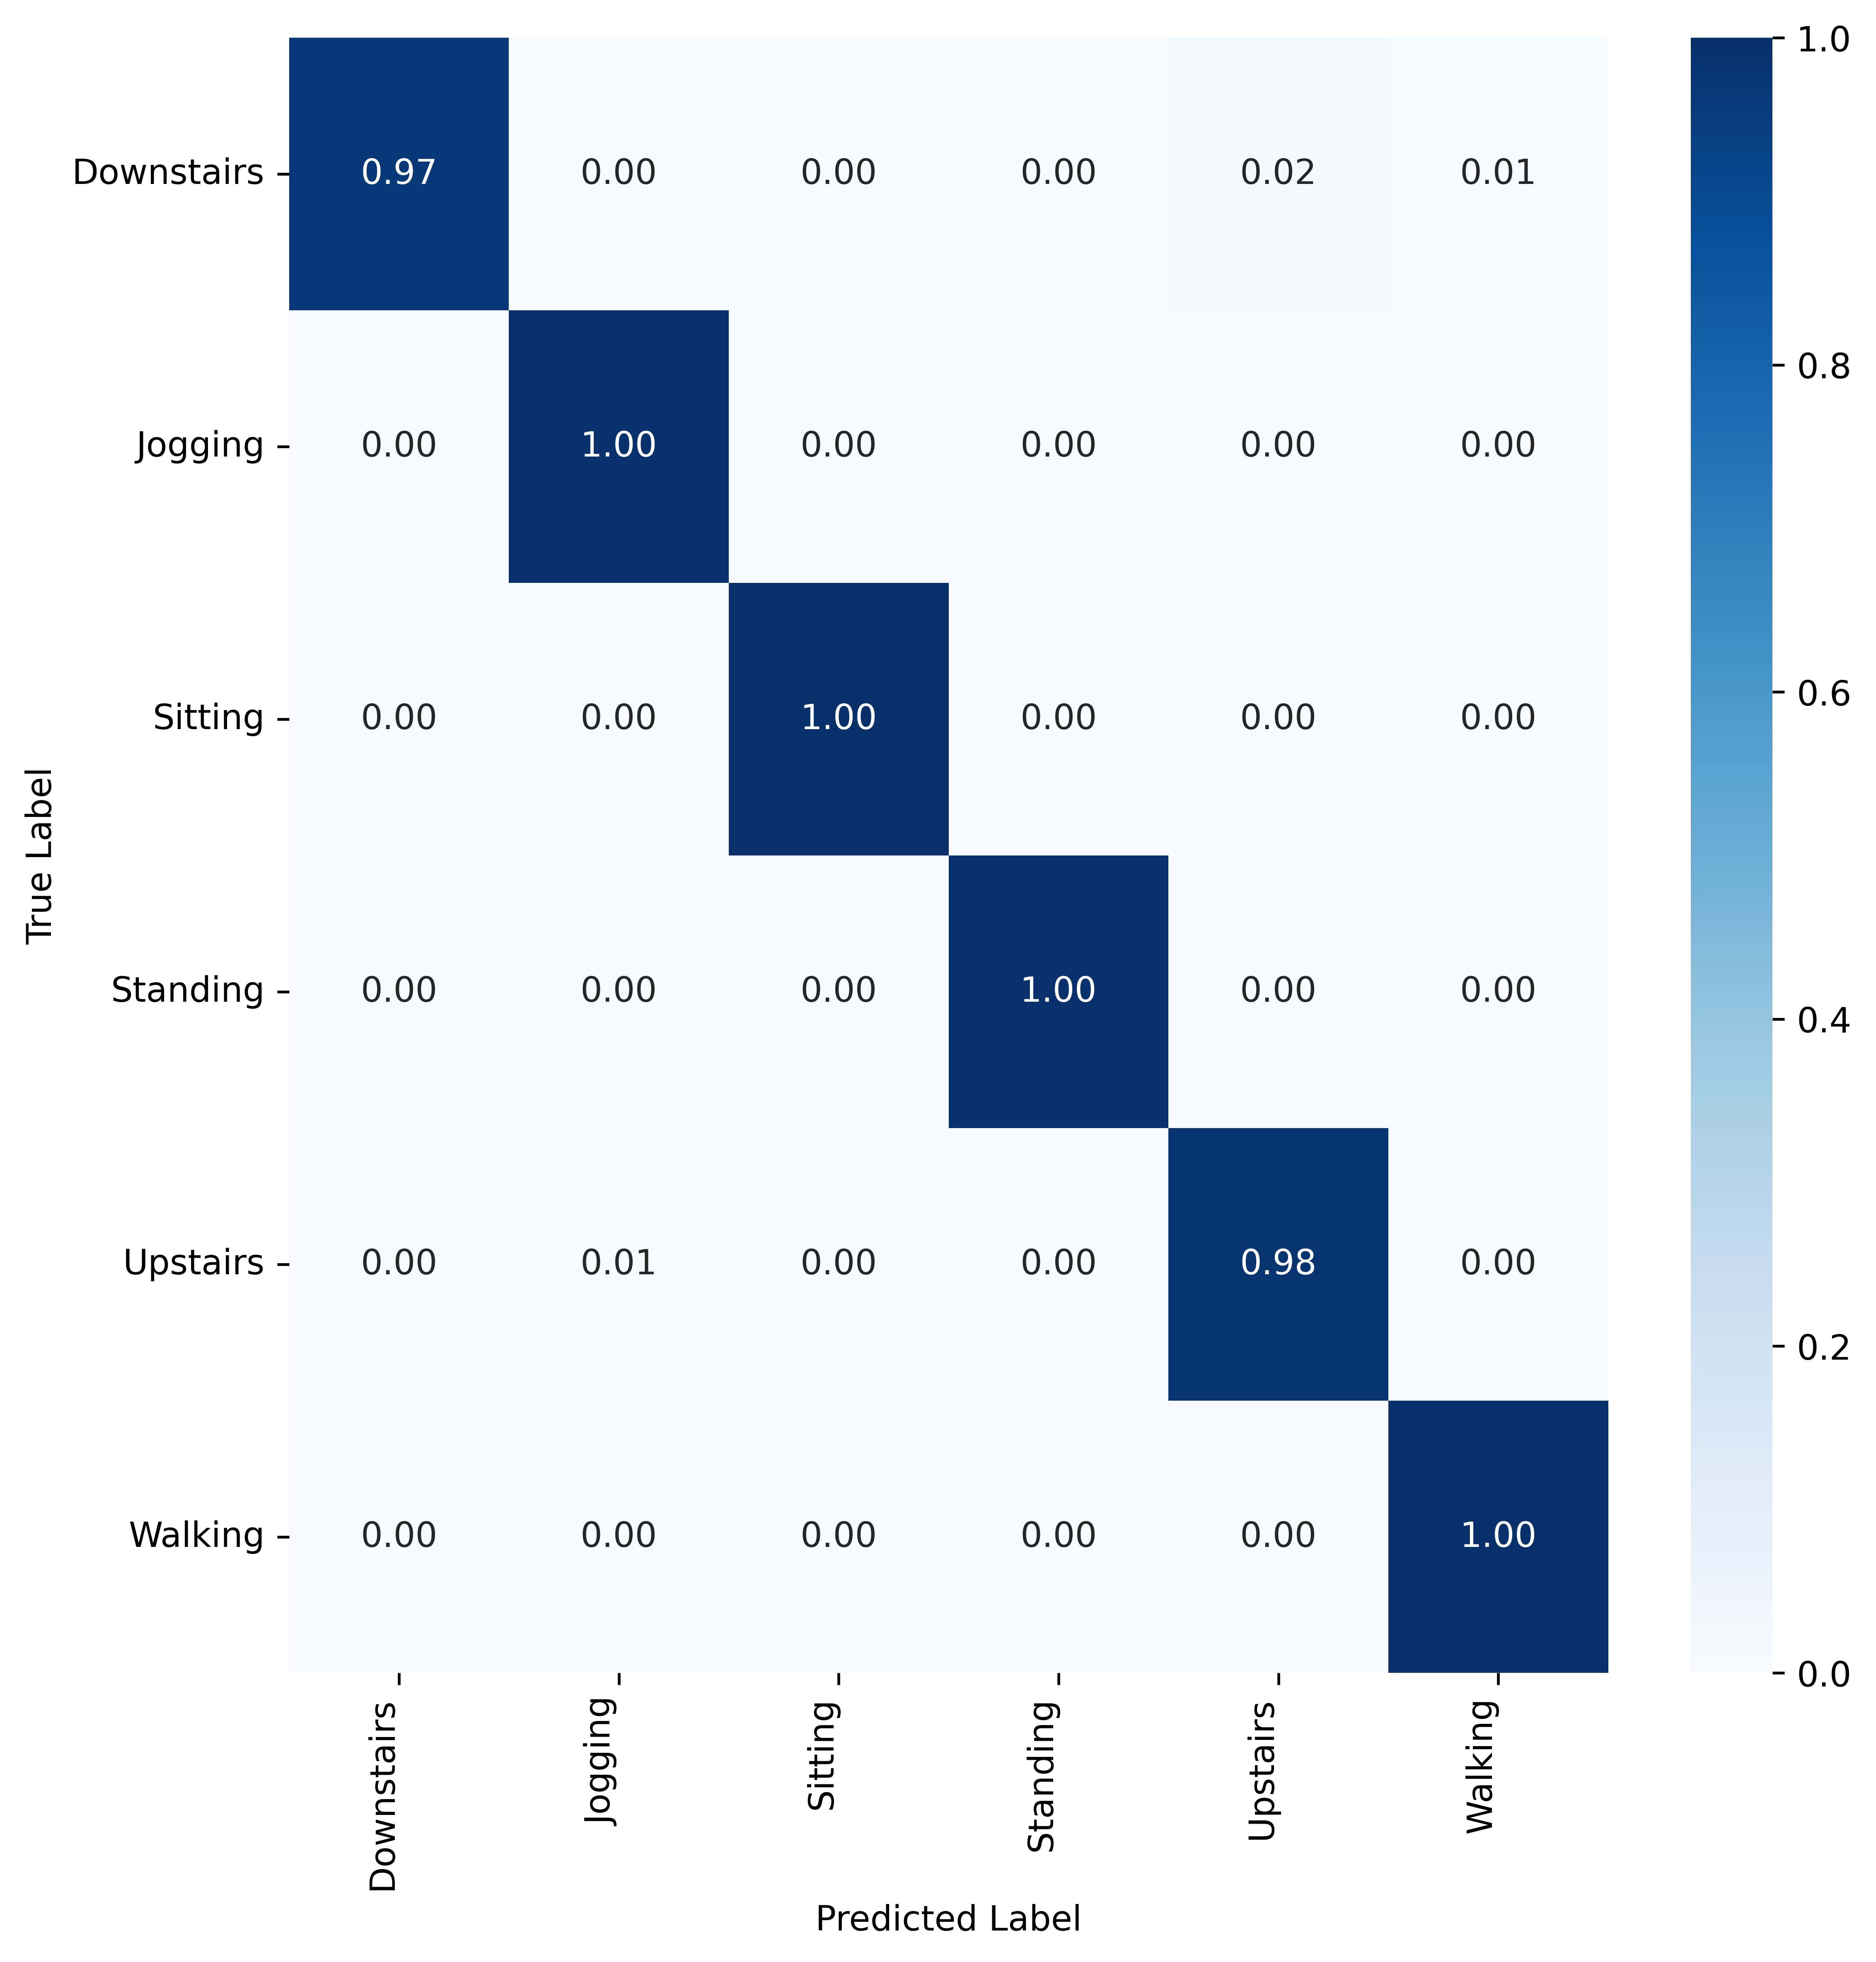 True Label
Downstairs 0.97 0.00 0.00 0.00 0.02 0.01
Jogging 0.00 1.00 0.00 0.00 0.00 0.00
Sitting 0.00 0.00 1.00 0.00 0.00 0.00
Standing 0.00 0.00 0.00 1.00 0.00 0.00
Upstairs 0.00 0.01 0.00 0.00 0.98 0.00
Walking 0.00 0.00 0.00 0.00 0.00 1.00
Downstairs Jogging Sitting Standing Upstairs Walking
Predicted Label
1.0
0.8
0.6
0.4
0.2
0.0